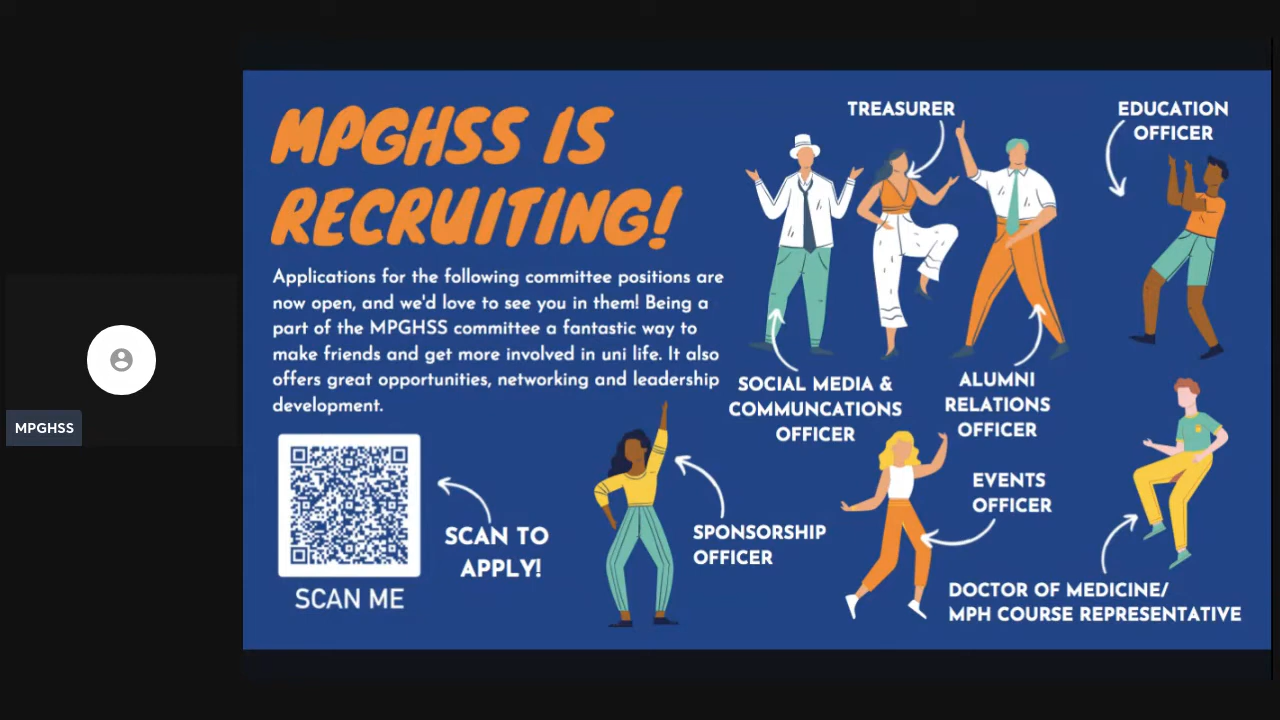 MPGHSS IS
RECRUITING!
Applications for the following committee positions are
now open, and we'd love to see you in them! Being a
part of the MPGHSS committee a fantastic way to
make friends and get more involved in uni life. It also
offers great opportunities, networking and leadership
development.
SCAN TO
APPLY!
SCAN ME
TREASURER
EDUCATION
OFFICER
SOCIAL MEDIA &
COMMUNCATIONS
OFFICER
ALUMNI
RELATIONS
OFFICER
SPONSORSHIP
OFFICER
EVENTS
OFFICER
DOCTOR OF MEDICINE/
MPH COURSE REPRESENTATIVE
MPGHSS